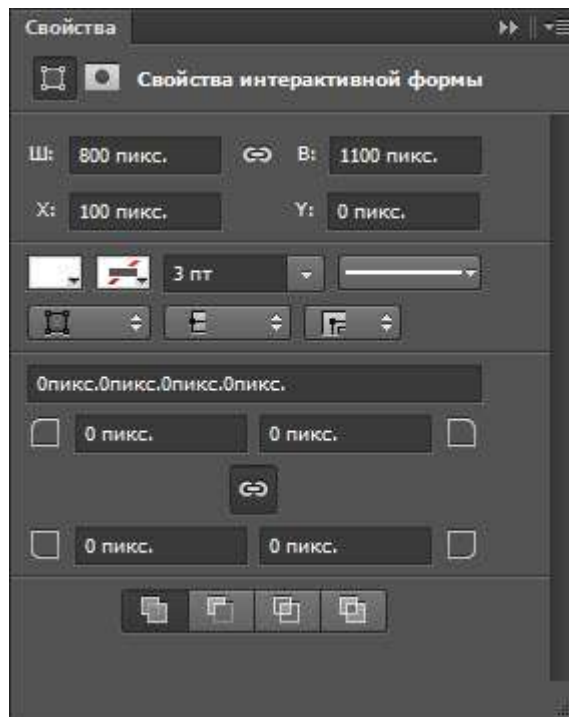 Свойства
Свойства интерактивной формы
Ш: 800 пикс. В: 1100 пикс.
X: 100 пикс. Y: 0 пикс.
3 пт
0пикс.0пикс.0пикс.0пикс.
0 пикс. 0 пикс.
0 пикс. 0 пикс.